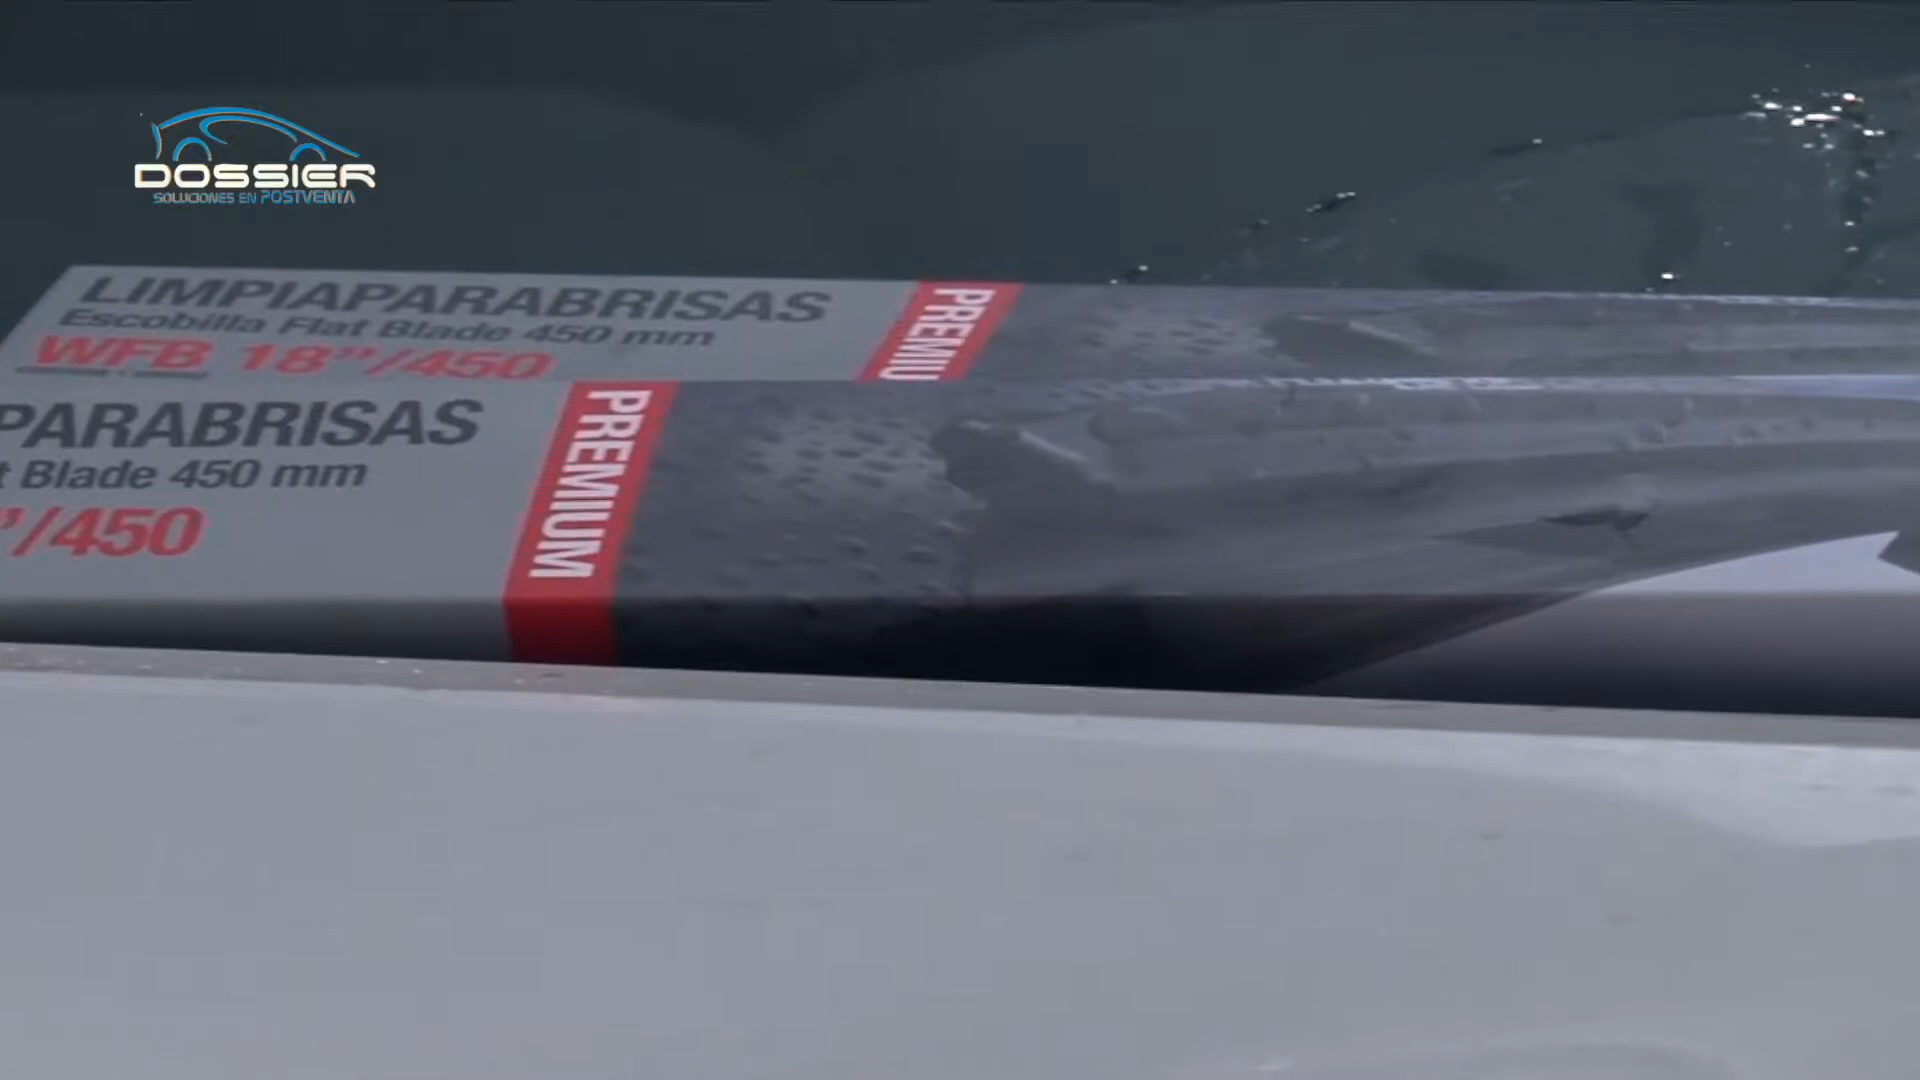 DOSSIER
SOLUCIONES EN POSTVENTA
LIMPIAPARABRISAS
Escobilla Flat Blade 450 mm
WFB 18”/450
PREMIU
PARABRISAS
t Blade 450 mm
”/450
PREMIUM